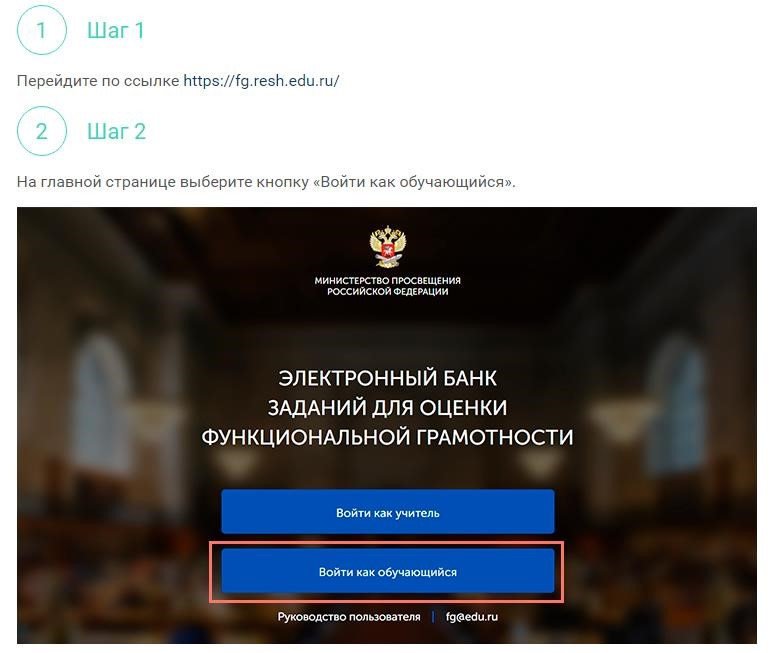 1 Шаг 1
Перейдите по ссылке https://fg.resh.edu.ru/
2 Шаг 2
На главной странице выберите кнопку «Войти как обучающийся».
МИНИСТЕРСТВО ПРОСВЕЩЕНИЯ
РОССИЙСКОЙ ФЕДЕРАЦИИ
ЭЛЕКТРОННЫЙ БАНК
ЗАДАНИЙ ДЛЯ ОЦЕНКИ
ФУНКЦИОНАЛЬНОЙ ГРАМОТНОСТИ
Войти как учитель
Войти как обучающийся
Руководство пользователя | fg@edu.ru